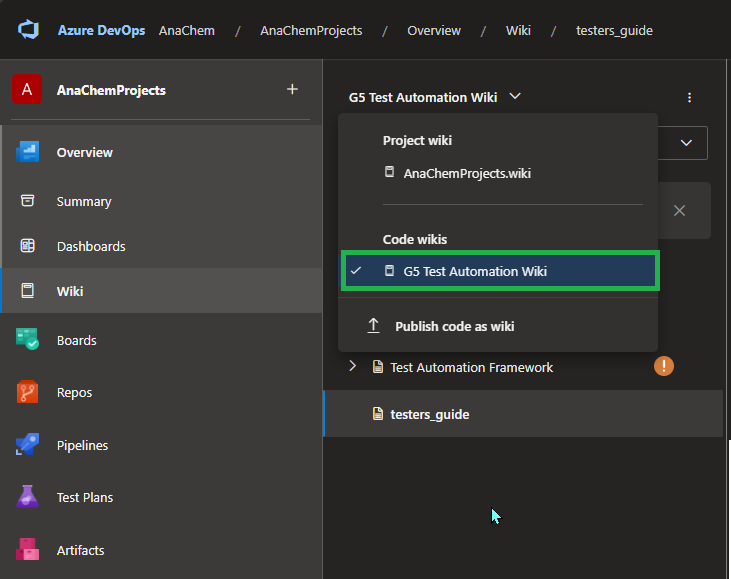 Azure DevOps AnaChem / AnaChemProjects / Overview / Wiki / testers_guide
A AnaChemProjects +
Overview
Summary
Dashboards
Wiki
Boards
Repos
Pipelines
Test Plans
Artifacts
G5 Test Automation Wiki
Project wiki
AnaChemProjects.wiki
Code wikis
G5 Test Automation Wiki
Publish code as wiki
Test Automation Framework !
testers_guide